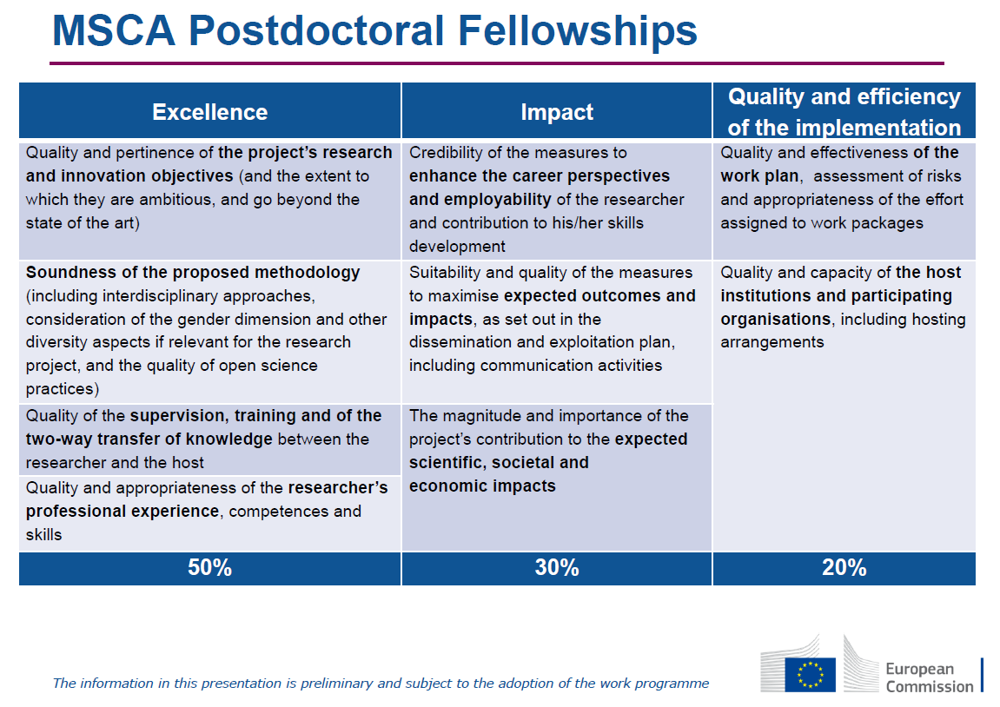 MSCA Postdoctoral Fellowships
Excellence
Impact
Quality and efficiency
of the implementation
Quality and pertinence of the project's research
and innovation objectives (and the extent to
which they are ambitious, and go beyond the
state of the art)
Credibility of the measures to
enhance the career perspectives
and employability of the researcher
and contribution to his/her skills
development
Quality and effectiveness of the
work plan,  assessment of risks
and appropriateness of the effort
assigned to work packages
Soundness of the proposed methodology
(including interdisciplinary approaches,
consideration of the gender dimension and other
diversity aspects if relevant for the research
project, and the quality of open science
practices)
Suitability and quality of the measures
to maximise expected outcomes and
impacts, as set out in the
dissemination and exploitation plan,
including communication activities
Quality and capacity of the host
institutions and participating
organisations, including hosting
arrangements
Quality of the supervision, training and of the
two-way transfer of knowledge between the
researcher and the host
The magnitude and importance of the
project's contribution to the expected
scientific, societal and
economic impacts
Quality and appropriateness of the researcher's
professional experience, competences and
skills
50%
30%
20%
The information in this presentation is preliminary and subject to the adoption of the work programme
European
Commission